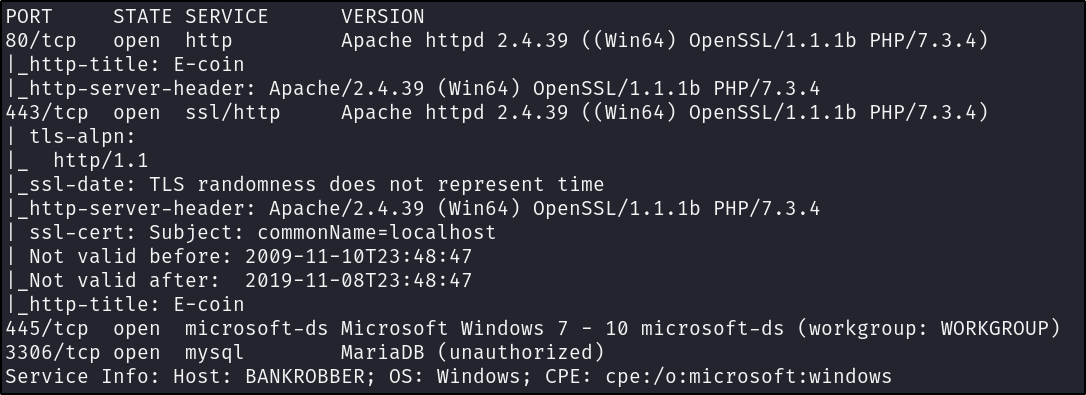 PORT     STATE SERVICE      VERSION
80/tcp   open  http         Apache httpd 2.4.39 ((Win64) OpenSSL/1.1.1b PHP/7.3.4)
|_http-title: E-coin
|_http-server-header: Apache/2.4.39 (Win64) OpenSSL/1.1.1b PHP/7.3.4
443/tcp  open  ssl/http     Apache httpd 2.4.39 ((Win64) OpenSSL/1.1.1b PHP/7.3.4)
| tls-alpn:
|_  http/1.1
|_ssl-date: TLS randomness does not represent time
|_http-server-header: Apache/2.4.39 (Win64) OpenSSL/1.1.1b PHP/7.3.4
| ssl-cert: Subject: commonName=localhost
| Not valid before: 2009-11-10T23:48:47
|_Not valid after:  2019-11-08T23:48:47
|_http-title: E-coin
445/tcp  open  microsoft-ds Microsoft Windows 7 - 10 microsoft-ds (workgroup: WORKGROUP)
3306/tcp open  mysql        MariaDB (unauthorized)
Service Info: Host: BANKROBBER; OS: Windows; CPE: cpe:/o:microsoft:windows